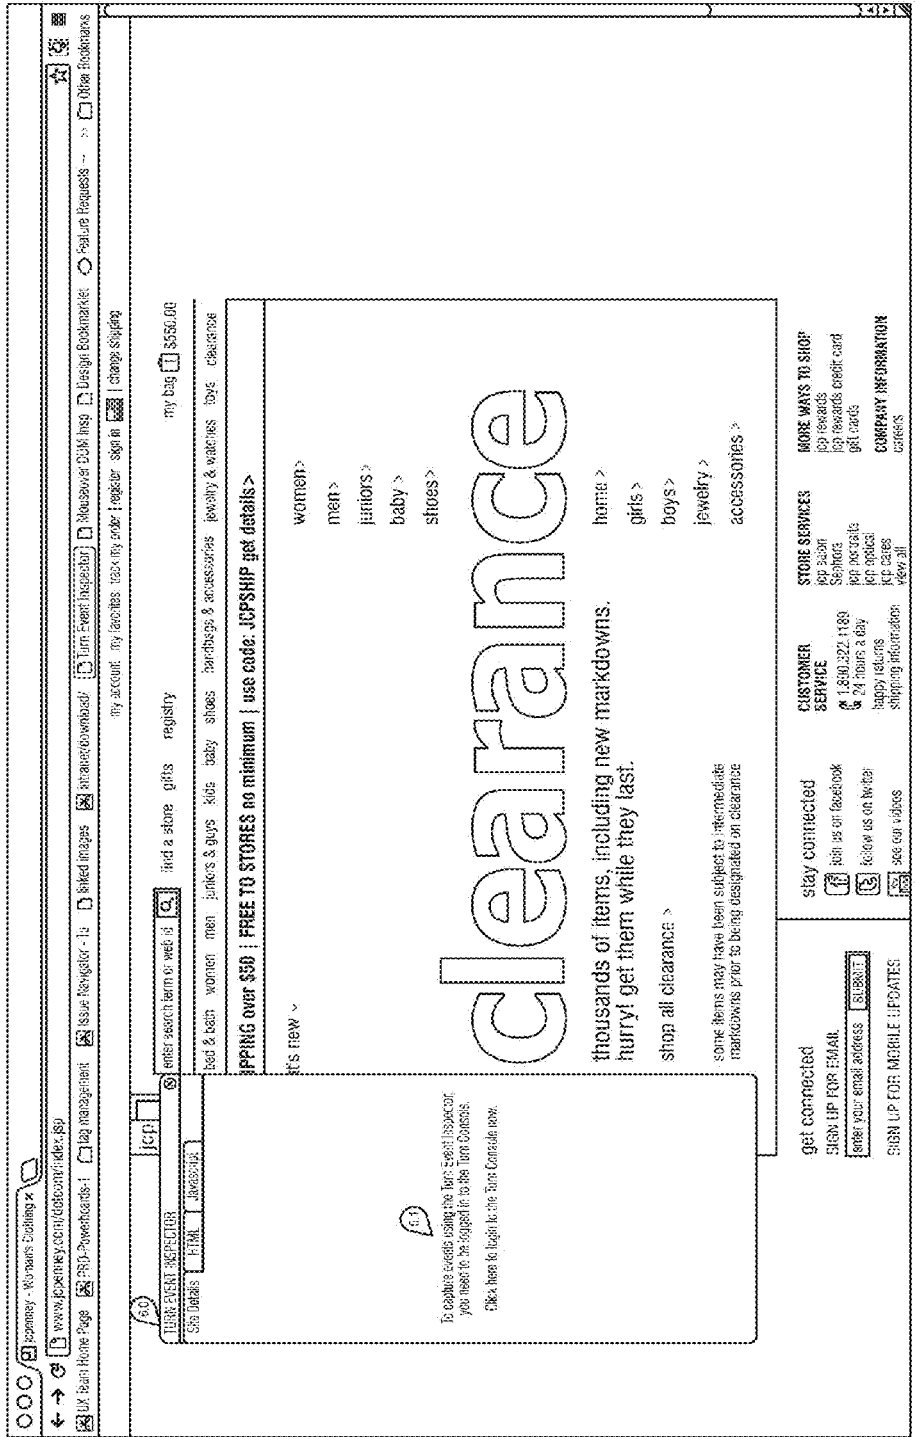 jcpenney - Woman's Clothing ×
www.jcpenney.com/dotcom/index.jsp
UX Team Home Page PRD-Powerboards-1 tag management Issue Navigator - Tu linked images intranet/download/ Turn Event Inspector Mouseover DOM Insp Design Bookmarklet Feature Requests -- >> Other Bookmarks
my account my favorites track my order | register sign in | change shipping
6.0
jcp
TURN EVENT INSPECTOR
Site Details HTML Javascript
6.1
To capture events using the Turn Event Inspector,
you need to be logged in to the Turn Console.
Click here to login to the Turn Console now.
enter search term or web id find a store gifts registry my bag 1 $550.00
bed & bath women men juniors & guys kids baby shoes handbags & accessories jewelry & watches toys clearance
IPPING over $50 | FREE TO STORES no minimum | use code: JCPSHIP get details >
it's new
women >
men >
juniors >
baby >
shoes >
clearance
thousands of items, including new markdowns.
hurry! get them while they last.
shop all clearance >
some items may have been subject to intermediate
markdowns prior to being designated on clearance
home >
girls >
boys >
jewelry >
accessories >
get connected
SIGN UP FOR EMAIL
enter your email address SUBMIT
SIGN UP FOR MOBILE UPDATES
stay connected
join us on facebook
follow us on twitter
see our videos
CUSTOMER
SERVICE
1.800.322.1189
24 hours a day
happy returns
shipping information
STORE SERVICES
jcp salon
Sephora
jcp portraits
jcp optical
jcp cares
view all
MORE WAYS TO SHOP
jcp rewards
jcp rewards credit card
gift cards
COMPANY INFORMATION
careers